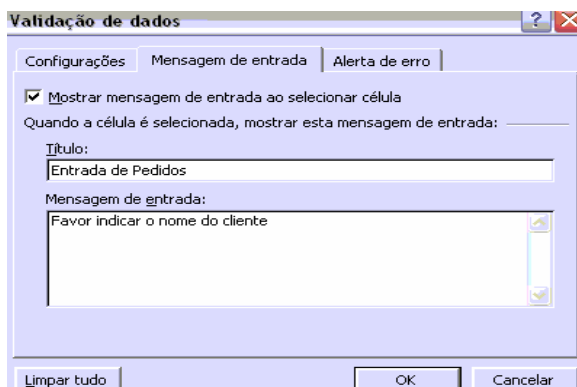 Validação de dados
Configurações Mensagem de entrada Alerta de erro
Mostrar mensagem de entrada ao selecionar célula
Quando a célula é selecionada, mostrar esta mensagem de entrada:
Título:
Entrada de Pedidos
Mensagem de entrada:
Favor indicar o nome do cliente
Limpar tudo OK Cancelar